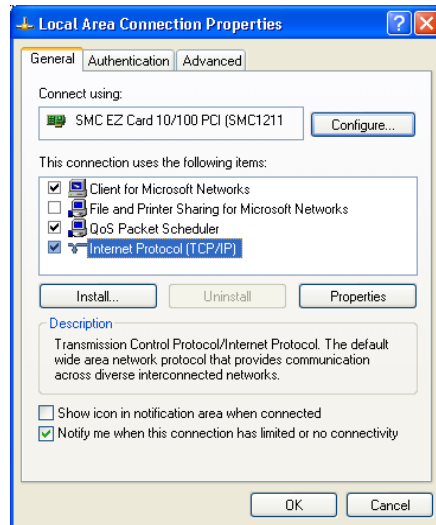 Local Area Connection Properties
General Authentication Advanced
Connect using:
SMC EZ Card 10/100 PCI (SMC1211
Configure...
This connection uses the following items:
Client for Microsoft Networks
File and Printer Sharing for Microsoft Networks
QoS Packet Scheduler
Internet Protocol (TCP/IP)
Install... Uninstall Properties
Description
Transmission Control Protocol/Internet Protocol. The default
wide area network protocol that provides communication
across diverse interconnected networks.
Show icon in notification area when connected
Notify me when this connection has limited or no connectivity
OK Cancel